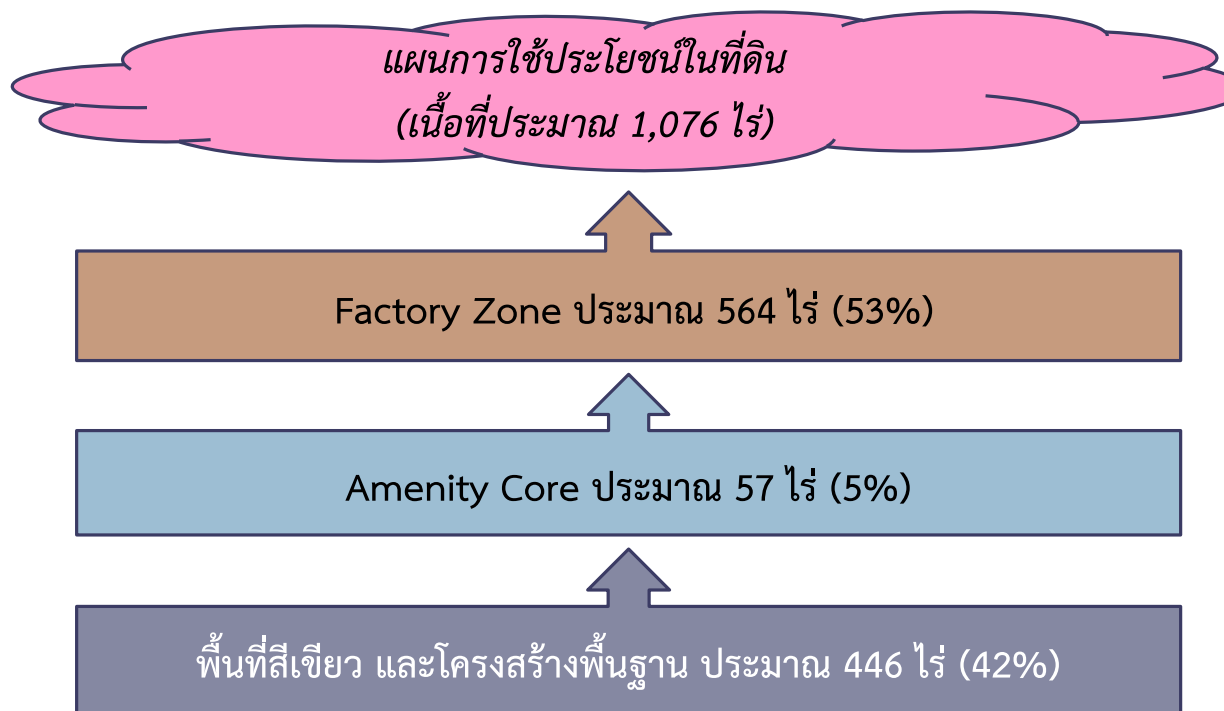 แผนการใช้ประโยชน์ในที่ดิน
(เนื้อที่ประมาณ 1,076 ไร่)
Factory Zone ประมาณ 564 ไร่ (53%)
Amenity Core ประมาณ 57 ไร่ (5%)
พื้นที่สีเขียว และโครงสร้างพื้นฐาน ประมาณ 446 ไร่ (42%)